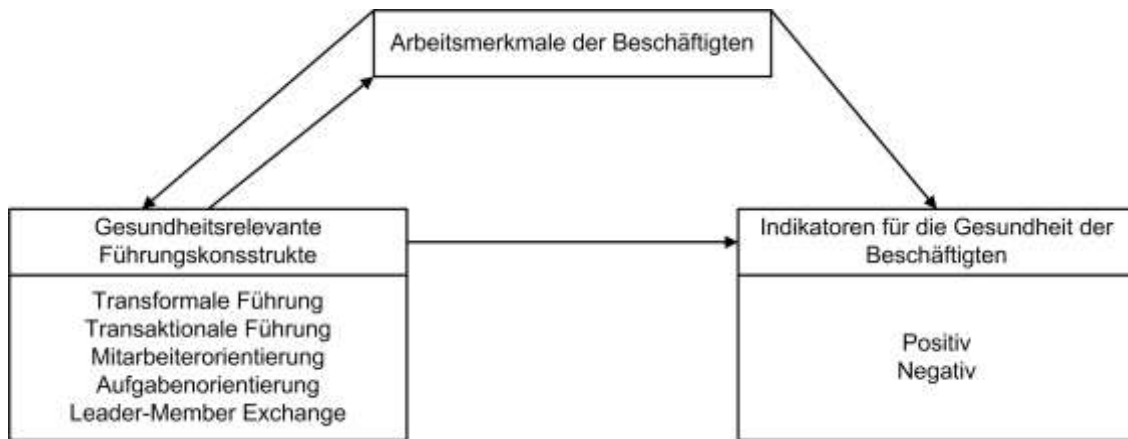 Arbeitsmerkmale der Beschäftigten
Gesundheitsrelevante
Führungskonsstrukte
Transformale Führung
Transaktionale Führung
Mitarbeiterorientierung
Aufgabenorientierung
Leader-Member Exchange
Indikatoren für die Gesundheit der
Beschäftigten
Positiv
Negativ